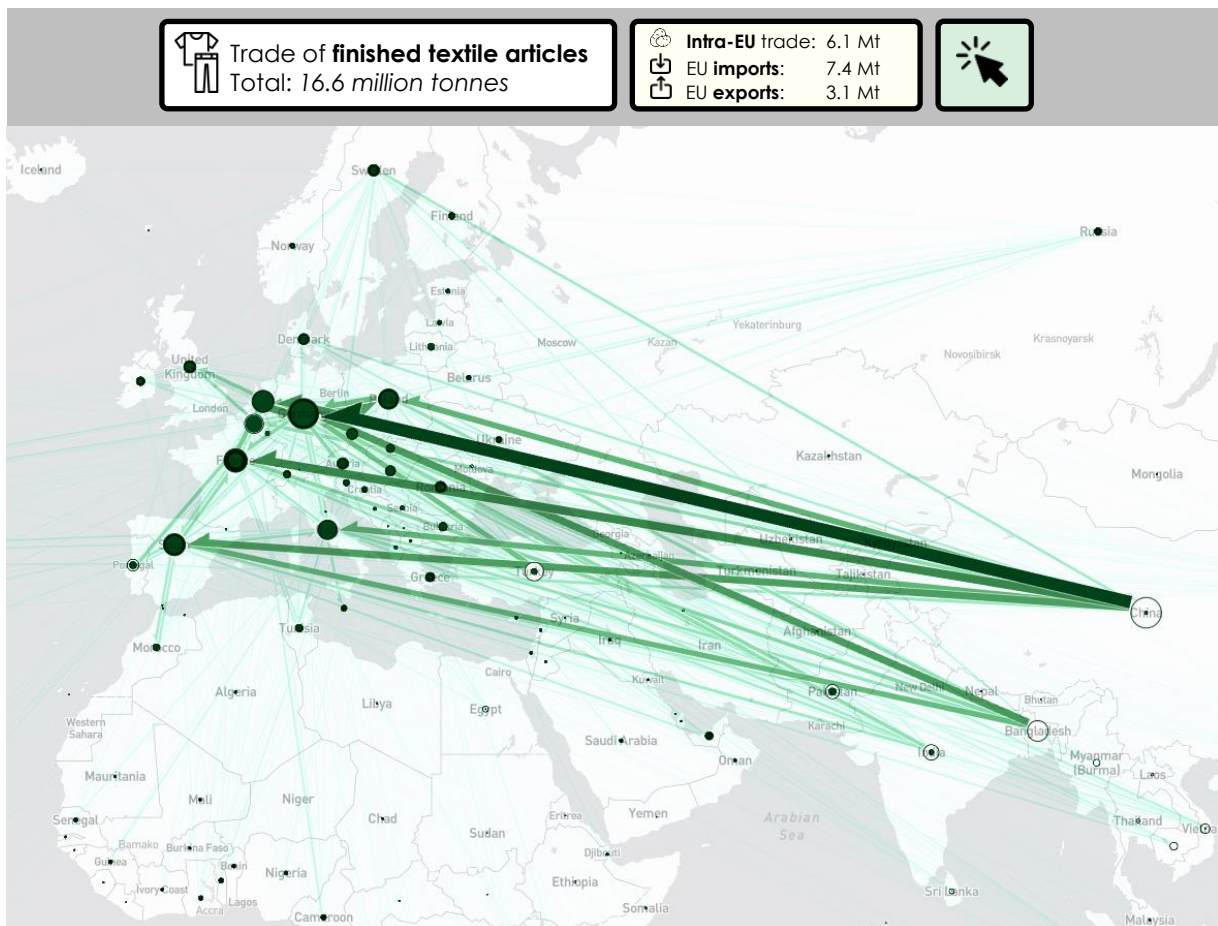 Trade of finished textile articles
Total: 16.6 million tonnes
Intra-EU trade: 6.1 Mt
EU imports: 7.4 Mt
EU exports: 3.1 Mt
Iceland
Sweden
Finland
Norway
Russia
Estonia
Latvia
Denmark
Lithuania
Moscow
Kazan
Yekaterinburg
Krasnoyarsk
Novosibirsk
United
Kingdom
Belarus
Berlin
London
Ukraine
Kazakhstan
Mongolia
Austria
Moldova
Croatia
Romania
Serbia
Bulgaria
Georgia
Uzbekistan
Azerbaijan
Portugal
Greece
Turkey
Turkmenistan
Tajikistan
China
Syria
Tunisia
Afghanistan
Morocco
Iraq
Iran
Cairo
Kuwait
Algeria
Libya
Egypt
Pakistan
New Delhi
Nepal
Bhutan
Western
Sahara
Karachi
Bangladesh
Saudi Arabia
Oman
India
Myanmar
(Burma)
Laos
Mauritania
Mali
Niger
Chad
Sudan
Eritrea
Yemen
Arabian
Sea
Senegal
Thailand
Bamako
Burkina Faso
Djibouti
Guinea
Benin
Nigeria
Ethiopia
Ivory Coast
Lagos
Accra
Sri Lanka
Cameroon
Somalia
Malaysia